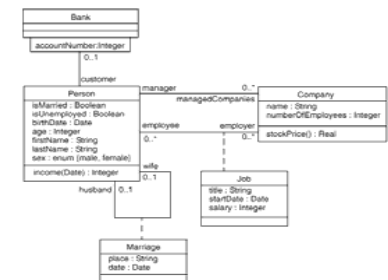 Bank
accountNumber:Integer
0..1
customer
Person
isMarried : Boolean
isUnemployed : Boolean
birthDate : Date
age : Integer
firstName : String
lastName : String
sex : enum {male, female}
income(Date) : Integer
manager
0..*
managedCompanies
Company
name : String
numberOfEmployees : Integer
stockPrice() : Real
employee
employer
0..*
0..*
wife
0..1
husband
0..1
Job
title : String
startDate : Date
salary : Integer
Marriage
place : String
date : Date